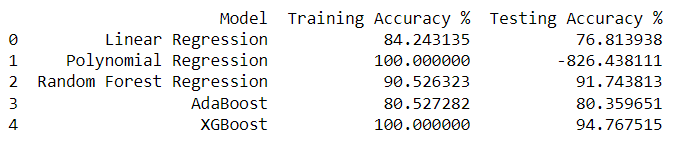 Model Training Accuracy % Testing Accuracy %
0 Linear Regression 84.243135 76.813938
1 Polynomial Regression 100.000000 -826.438111
2 Random Forest Regression 90.526323 91.743813
3 AdaBoost 80.527282 80.359651
4 XGBoost 100.000000 94.767515